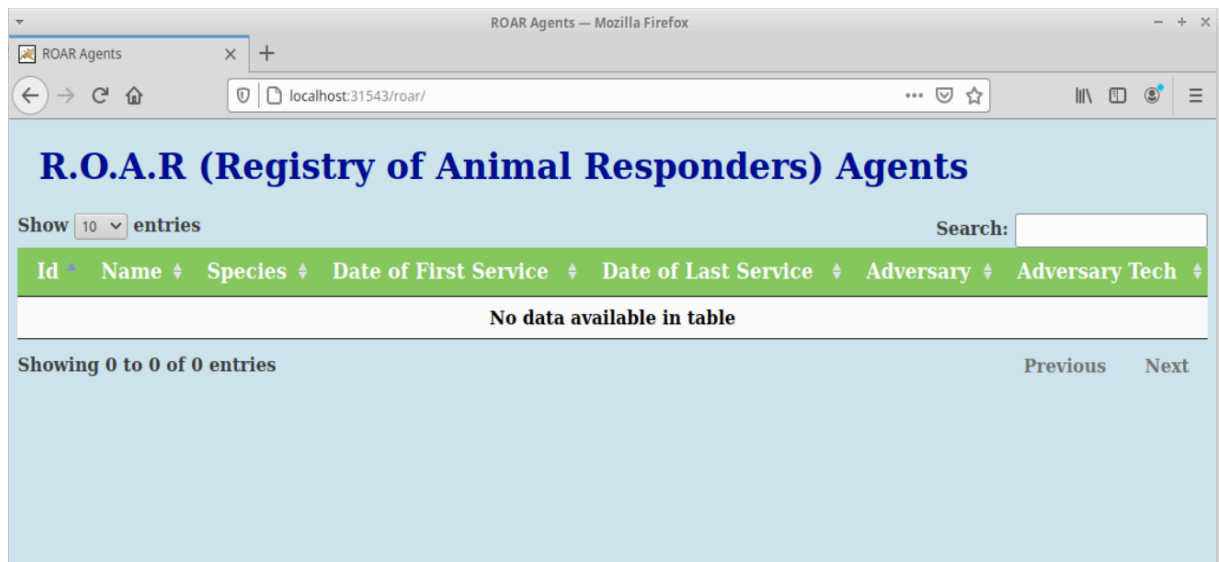 ROAR Agents — Mozilla Firefox
ROAR Agents
localhost:31543/roar/
R.O.A.R (Registry of Animal Responders) Agents
Show 10 entries
Search:
Id Name Species Date of First Service Date of Last Service Adversary Adversary Tech
No data available in table
Showing 0 to 0 of 0 entries
Previous Next